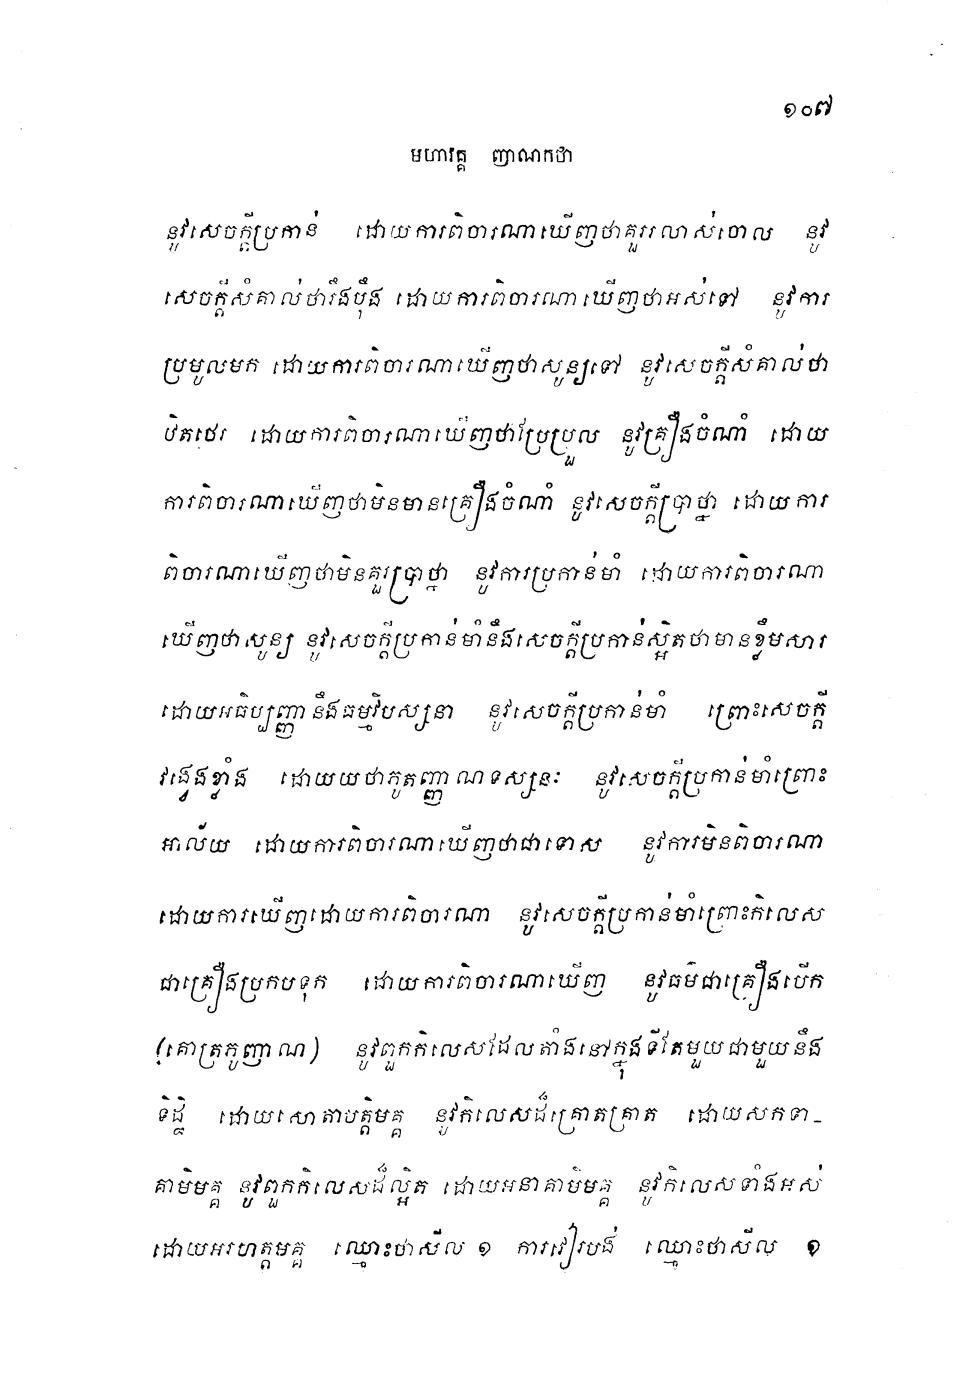 ១០៧
មហាវគ្គ ញាណកថា
នូវសេចក្តីប្រកាន់ ដោយការពិចារណាឃើញថាគួររលាស់ចោល នូវ
សេចក្តីសំគាល់ថារឹងប៉ឹង ដោយការពិចារណាឃើញថាអស់ទៅ នូវការ
ប្រមូលមក ដោយការពិចារណាឃើញថាសូន្យទៅ នូវសេចក្តីសំគាល់ថា
ឋិតថេរ ដោយការពិចារណាឃើញថាប្រែប្រួល នូវគ្រឿងចំណាំ ដោយ
ការពិចារណាឃើញថាមិនមានគ្រឿងចំណាំ នូវសេចក្តីប្រាថ្នា ដោយការ
ពិចារណាឃើញថាមិនគួរប្រាថ្នា នូវការប្រកាន់មាំ ដោយការពិចារណា
ឃើញថាសូន្យ នូវសេចក្តីប្រកាន់មាំនឹងសេចក្តីប្រកាន់ស្អិតថាមានខ្លឹមសារ
ដោយអធិប្បញ្ញានឹងធម្មវិបស្សនា នូវសេចក្តីប្រកាន់មាំ ព្រោះសេចក្តី
វង្វេងខ្លាំង ដោយយថាភូតញ្ញាណទស្សនៈ នូវសេចក្តីប្រកាន់មាំព្រោះ
អាល័យ ដោយការពិចារណាឃើញថាជាទោស នូវការមិនពិចារណា
ដោយការឃើញដោយការពិចារណា នូវសេចក្តីប្រកាន់មាំព្រោះកិលេស
ជាគ្រឿងប្រកបទុក ដោយការពិចារណាឃើញ នូវធម៌ជាគ្រឿងបើក
(គោត្រភូញាណ) នូវពួកកិលេសដែលតាំងនៅក្នុងទីតែមួយជាមួយនឹង
ទិដ្ឋិ ដោយសោតាបត្តិមគ្គ នូវកិលេសដ៏គ្រោតគ្រាត ដោយសកទា-
គាមិមគ្គ នូវពួកកិលេសដ៏ល្អិត ដោយអនាគាមិមគ្គ នូវកិលេសទាំងអស់
ដោយអរហត្តមគ្គ ឈ្មោះថាសីល ១ ការវៀរបង់ ឈ្មោះថាសីល ១